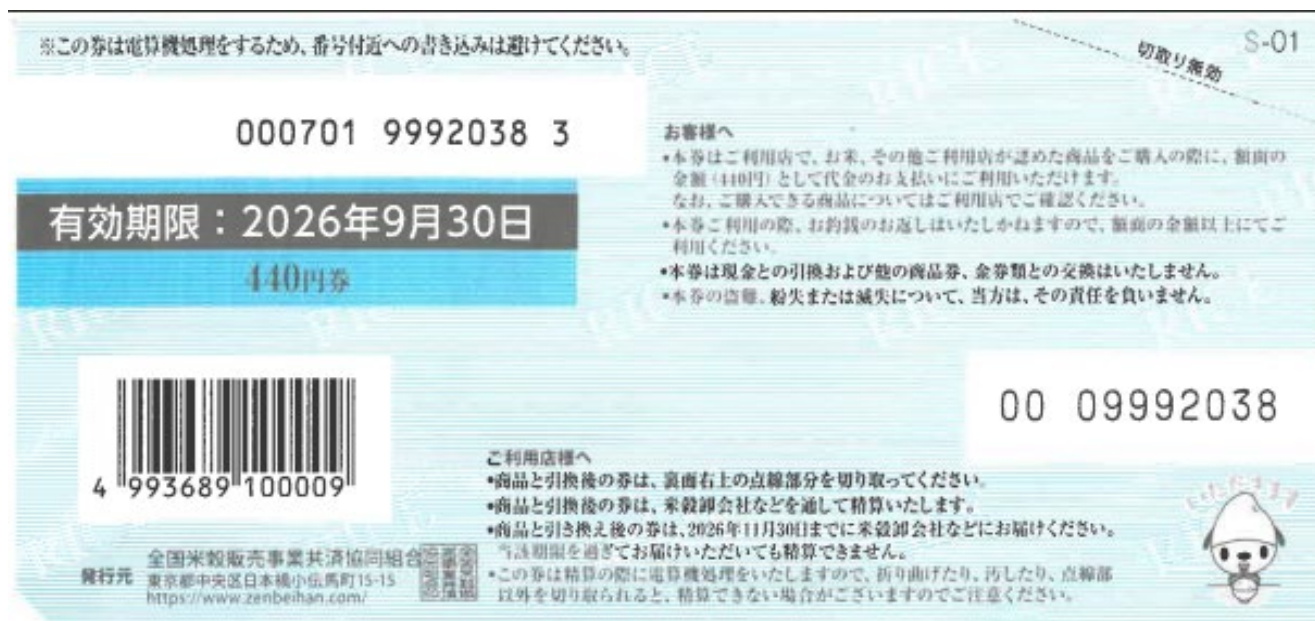 ※この券は電算機処理をするため、番号付近への書き込みは避けてください。
切取り無効
S-01
000701 9992038 3
有効期限：2026年9月30日
440円券
お客様へ
•本券はご利用店で、お米、その他ご利用店が認めた商品をご購入の際に、額面の
金額（440円）として代金のお支払いにご利用いただけます。
なお、ご購入できる商品についてはご利用店でご確認ください。
•本券ご利用の際、お釣銭のお返しはいたしかねますので、額面の金額以上にてご
利用ください。
•本券は現金との引換および他の商品券、金券類との交換はいたしません。
•本券の盗難、紛失または滅失について、当方は、その責任を負いません。
00 09992038
4 993689 100009
ご利用店様へ
•商品と引換後の券は、裏面右上の点線部分を切り取ってください。
•商品と引換後の券は、米穀卸会社などを通して精算いたします。
•商品と引き換え後の券は、2026年11月30日までに米穀卸会社などにお届けください。
当該期限を過ぎてお届けいただいても精算できません。
•この券は精算の際に電算機処理をいたしますので、折り曲げたり、汚したり、点線部
以外を切り取られると、精算できない場合がございますのでご注意ください。
発行元
全国米穀販売事業共済協同組合
東京都中央区日本橋小伝馬町15-15
https://www.zenbeihan.com/
いただきます
RICE